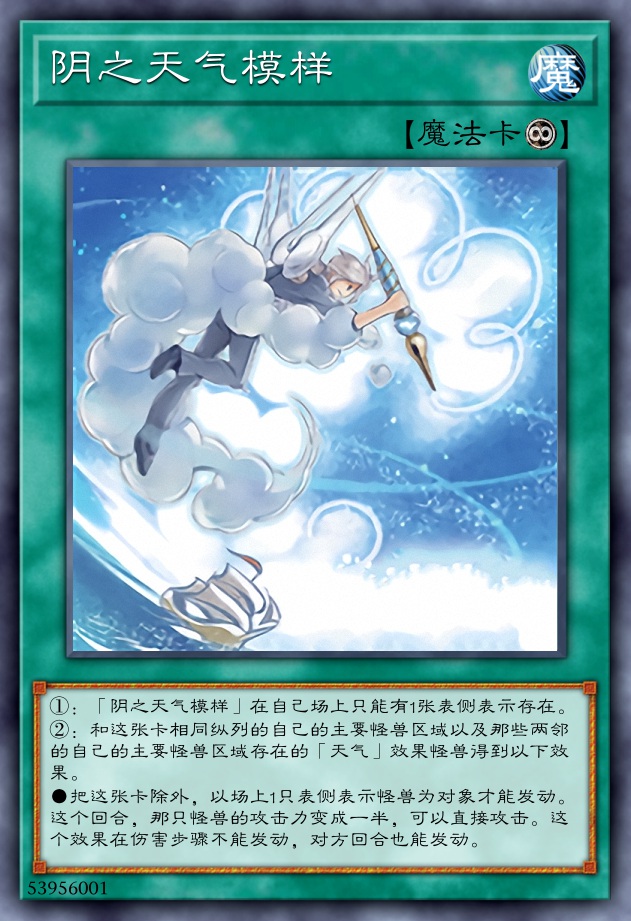 阴之天气模样
魔
【魔法卡】
①：「阴之天气模样」在自己场上只能有1张表侧表示存在。
②：和这张卡相同纵列的自己的主要怪兽区域以及那些两邻
的自己的主要怪兽区域存在的「天气」效果怪兽得到以下效
果。
●把这张卡除外，以场上1只表侧表示怪兽为对象才能发动。
这个回合，那只怪兽的攻击力变成一半，可以直接攻击。这
个效果在伤害步骤不能发动，对方回合也能发动。
53956001